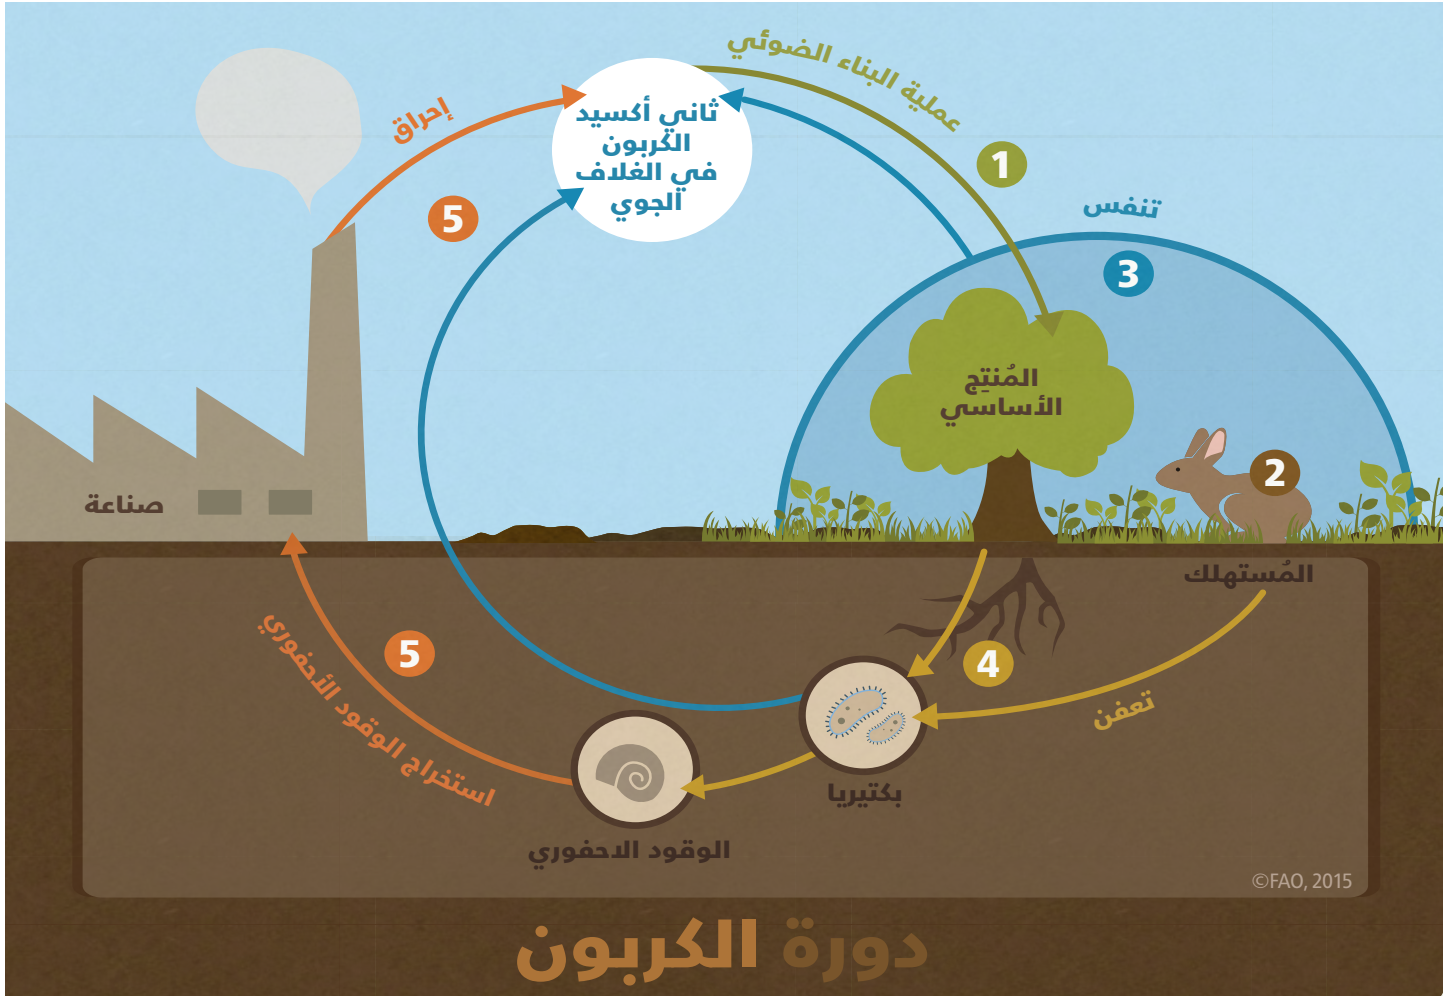 عملية البناء الضوئي
ثاني أكسيد
الكربون
في الغلاف
الجوي
إحراق
1
5
تنفس
3
المُنتِج
الأساسي
2
صناعة
المُستهلك
5
4
استخراج الوقود الأحفوري
تعفن
بكتيريا
الوقود الاحفوري
©FAO, 2015
دورة الكربون